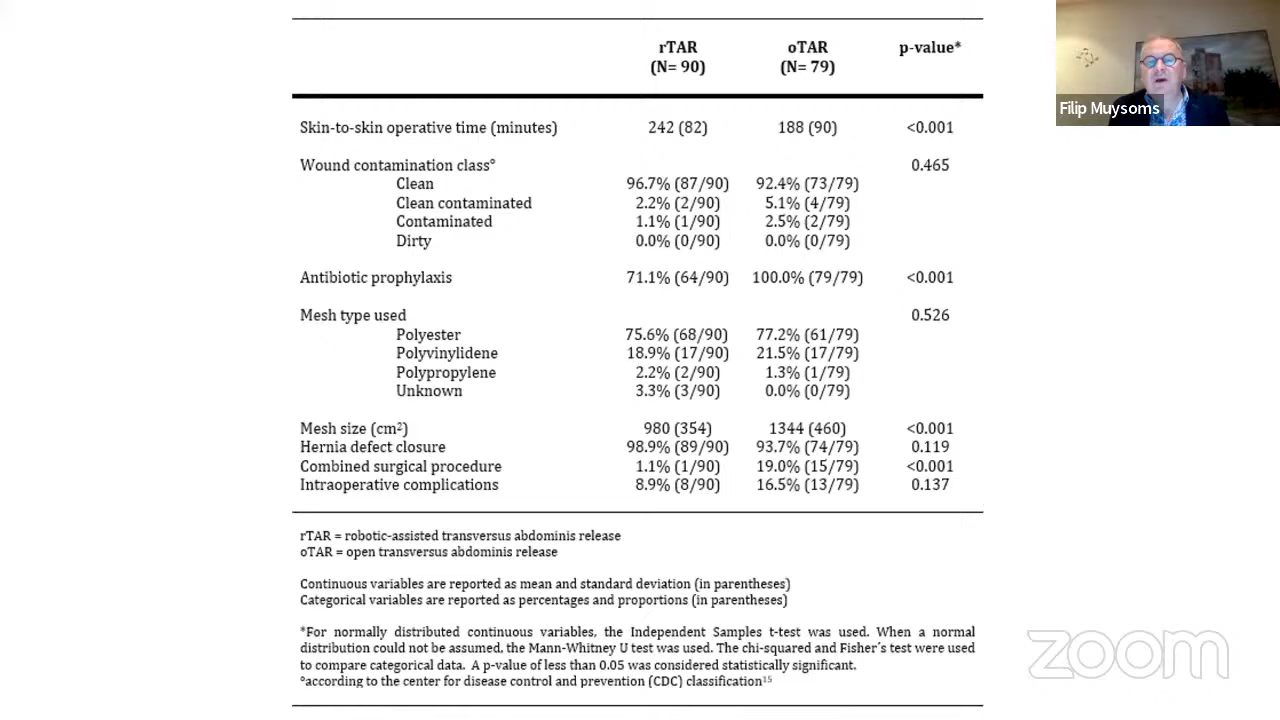 rTAR oTAR p-value*
(N= 90) (N= 79)
Filip Muysoms
Skin-to-skin operative time (minutes) 242 (82) 188 (90) <0.001
Wound contamination class° 0.465
Clean 96.7% (87/90) 92.4% (73/79)
Clean contaminated 2.2% (2/90) 5.1% (4/79)
Contaminated 1.1% (1/90) 2.5% (2/79)
Dirty 0.0% (0/90) 0.0% (0/79)
Antibiotic prophylaxis 71.1% (64/90) 100.0% (79/79) <0.001
Mesh type used 0.526
Polyester 75.6% (68/90) 77.2% (61/79)
Polyvinylidene 18.9% (17/90) 21.5% (17/79)
Polypropylene 2.2% (2/90) 1.3% (1/79)
Unknown 3.3% (3/90) 0.0% (0/79)
Mesh size (cm²) 980 (354) 1344 (460) <0.001
Hernia defect closure 98.9% (89/90) 93.7% (74/79) 0.119
Combined surgical procedure 1.1% (1/90) 19.0% (15/79) <0.001
Intraoperative complications 8.9% (8/90) 16.5% (13/79) 0.137
rTAR = robotic-assisted transversus abdominis release
oTAR = open transversus abdominis release
Continuous variables are reported as mean and standard deviation (in parentheses)
Categorical variables are reported as percentages and proportions (in parentheses)
*For normally distributed continuous variables, the Independent Samples t-test was used. When a normal
distribution could not be assumed, the Mann-Whitney U test was used. The chi-squared and Fisher's test were used
to compare categorical data. A p-value of less than 0.05 was considered statistically significant.
°according to the center for disease control and prevention (CDC) classification¹⁵
zoom